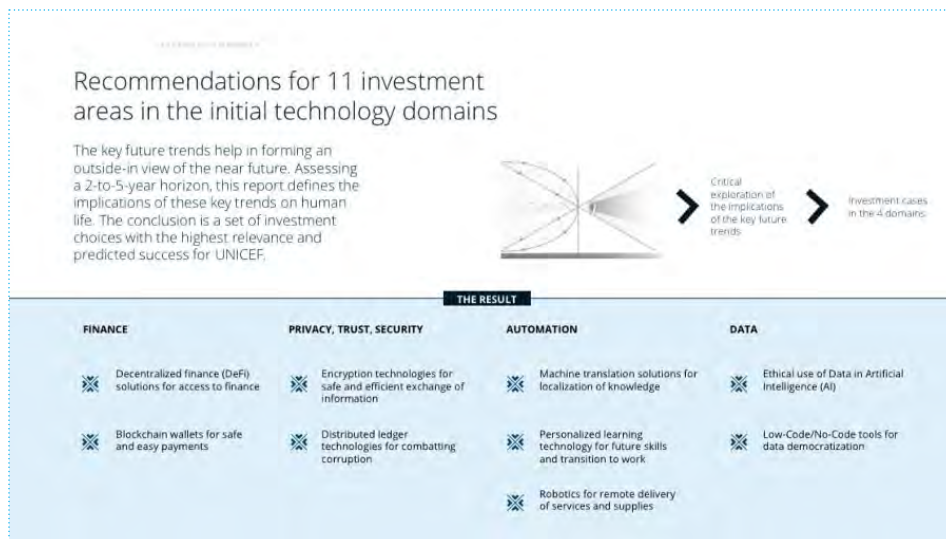 Recommendations for 11 investment
areas in the initial technology domains
The key future trends help in forming an
outside-in view of the near future. Assessing
a 2-to-5-year horizon, this report defines the
implications of these key trends on human
life. The conclusion is a set of investment
choices with the highest relevance and
predicted success for UNICEF.
Critical
exploration of
the implications
of the key future
trends
Investment cases
in the 4 domains
THE RESULT
FINANCE
Decentralized finance (DeFi)
solutions for access to finance
Blockchain wallets for safe
and easy payments
PRIVACY, TRUST, SECURITY
Encryption technologies for
safe and efficient exchange of
information
Distributed ledger
technologies for combatting
corruption
AUTOMATION
Machine translation solutions for
localization of knowledge
Personalized learning
technology for future skills
and transition to work
Robotics for remote delivery
of services and supplies
DATA
Ethical use of Data in Artificial
Intelligence (AI)
Low-Code/No-Code tools for
data democratization